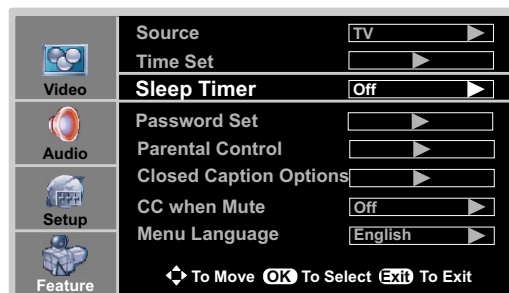 Video
Audio
Setup
Feature
Source TV
Time Set
Sleep Timer Off
Password Set
Parental Control
Closed Caption Options
CC when Mute Off
Menu Language English
To Move OK To Select Exit To Exit